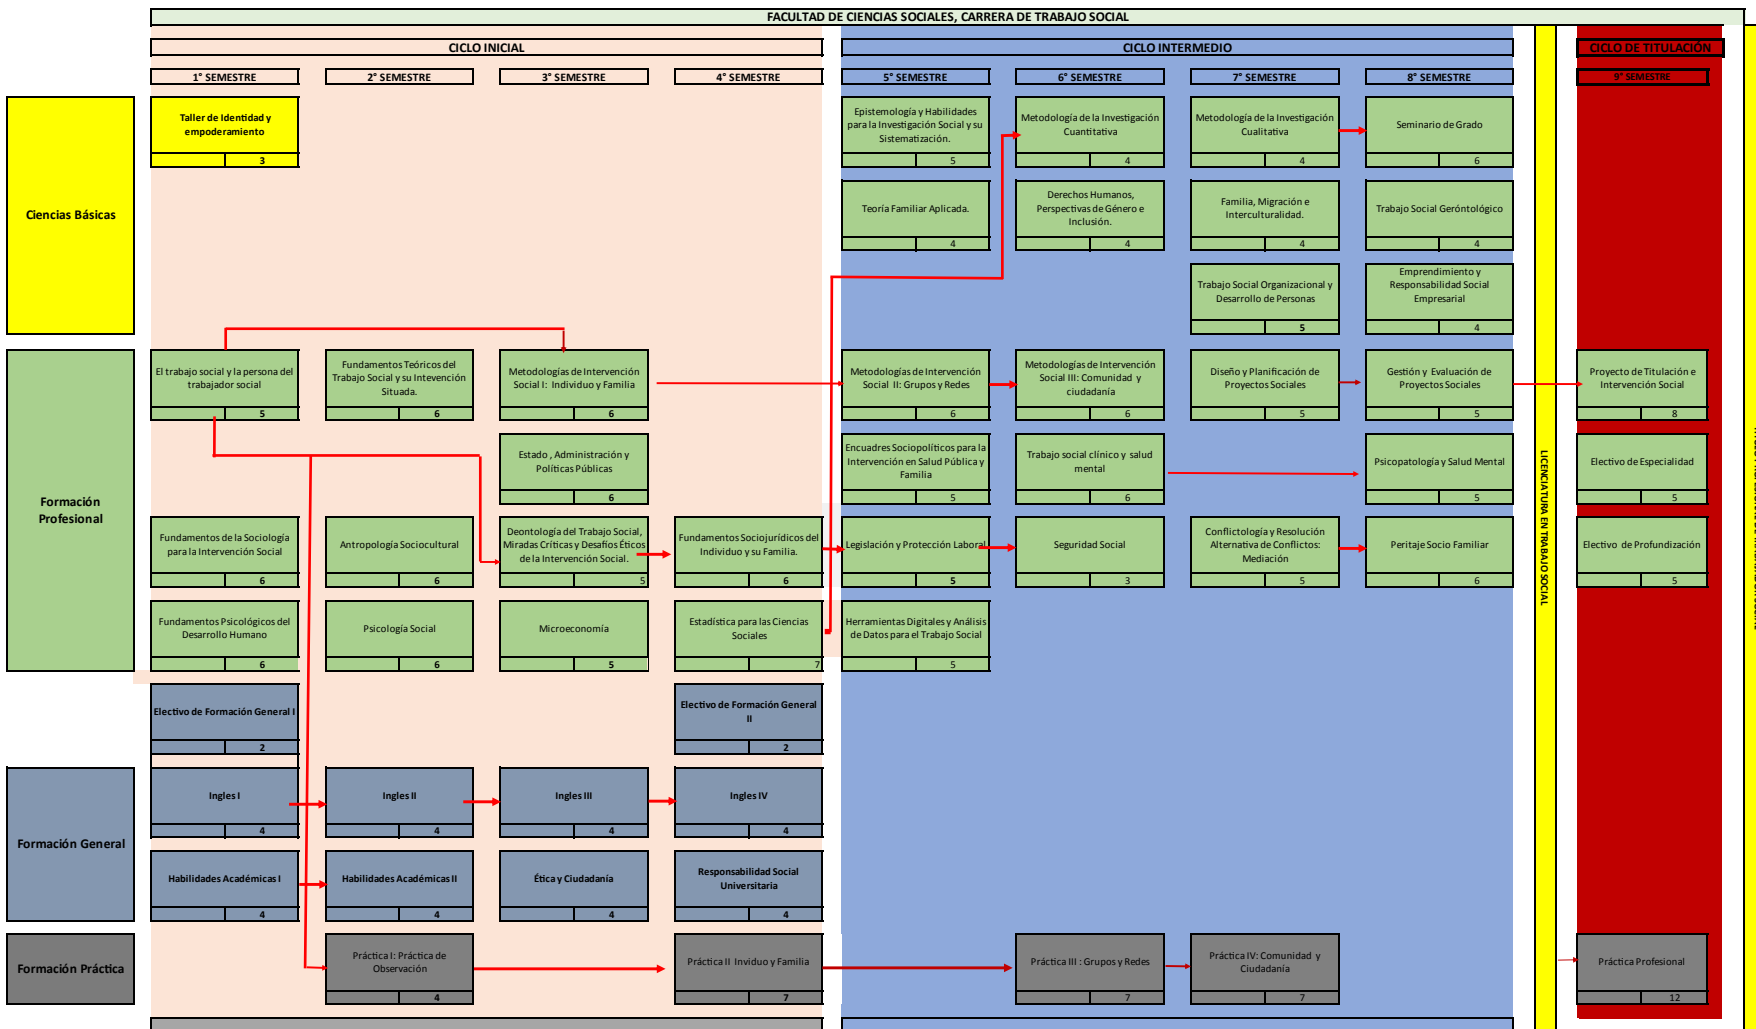 FACULTAD DE CIENCIAS SOCIALES, CARRERA DE TRABAJO SOCIAL
CICLO INICIAL
CICLO INTERMEDIO
CICLO DE TITULACIÓN
1° SEMESTRE
2° SEMESTRE
3° SEMESTRE
4° SEMESTRE
5° SEMESTRE
6° SEMESTRE
7° SEMESTRE
8° SEMESTRE
9° SEMESTRE
Ciencias Básicas
Taller de Identidad y
empoderamiento
3
Epistemología y Habilidades
para la Investigación Social y su
Sistematización.
5
Metodología de la Investigación
Cuantitativa
4
Metodología de la Investigación
Cualitativa
4
Seminario de Grado
6
Teoría Familiar Aplicada.
4
Derechos Humanos,
Perspectivas de Género e
Inclusión.
4
Familia, Migración e
Interculturalidad.
4
Trabajo Social Geróntológico
4
Trabajo Social Organizacional y
Desarrollo de Personas
5
Emprendimiento y
Responsabilidad Social
Empresarial
4
Formación
Profesional
El trabajo social y la persona del
trabajador social
5
Fundamentos Teóricos del
Trabajo Social y su Intevención
Situada.
6
Metodologías de Intervención
Social I: Individuo y Familia
6
Metodologías de Intervención
Social II: Grupos y Redes
6
Metodologías de Intervención
Social III: Comunidad y
ciudadanía
6
Diseño y Planificación de
Proyectos Sociales
5
Gestión y Evaluación de
Proyectos Sociales
5
Proyecto de Titulación e
Intervención Social
8
Estado , Administración y
Políticas Públicas
6
Encuadres Sociopolíticos para la
Intervención en Salud Pública y
Familia
5
Trabajo social clínico y salud
mental
6
Psicopatología y Salud Mental
5
Electivo de Especialidad
5
Fundamentos de la Sociología
para la Intervención Social
6
Antropología Sociocultural
6
Deontología del Trabajo Social,
Miradas Críticas y Desafíos Éticos
de la Intervención Social.
5
Fundamentos Sociojurídicos del
Individuo y su Familia.
6
Legislación y Protección Laboral
5
Seguridad Social
3
Conflictología y Resolución
Alternativa de Conflictos:
Mediación
5
Peritaje Socio Familiar
6
Electivo de Profundización
5
Fundamentos Psicológicos del
Desarrollo Humano
6
Psicología Social
6
Microeconomía
5
Estadística para las Ciencias
Sociales
7
Herramientas Digitales y Análisis
de Datos para el Trabajo Social
5
LICENCIATURA EN TRABAJO SOCIAL
Electivo de Formación General I
2
Electivo de Formación General
II
2
Formación General
Ingles I
4
Ingles II
4
Ingles III
4
Ingles IV
4
Habilidades Académicas I
4
Habilidades Académicas II
4
Ética y Ciudadanía
4
Responsabilidad Social
Universitaria
4
Formación Práctica
Práctica I: Práctica de
Observación
4
Práctica II Inviduo y Familia
7
Práctica III : Grupos y Redes
7
Práctica IV: Comunidad y
Ciudadanía
7
Práctica Profesional
12